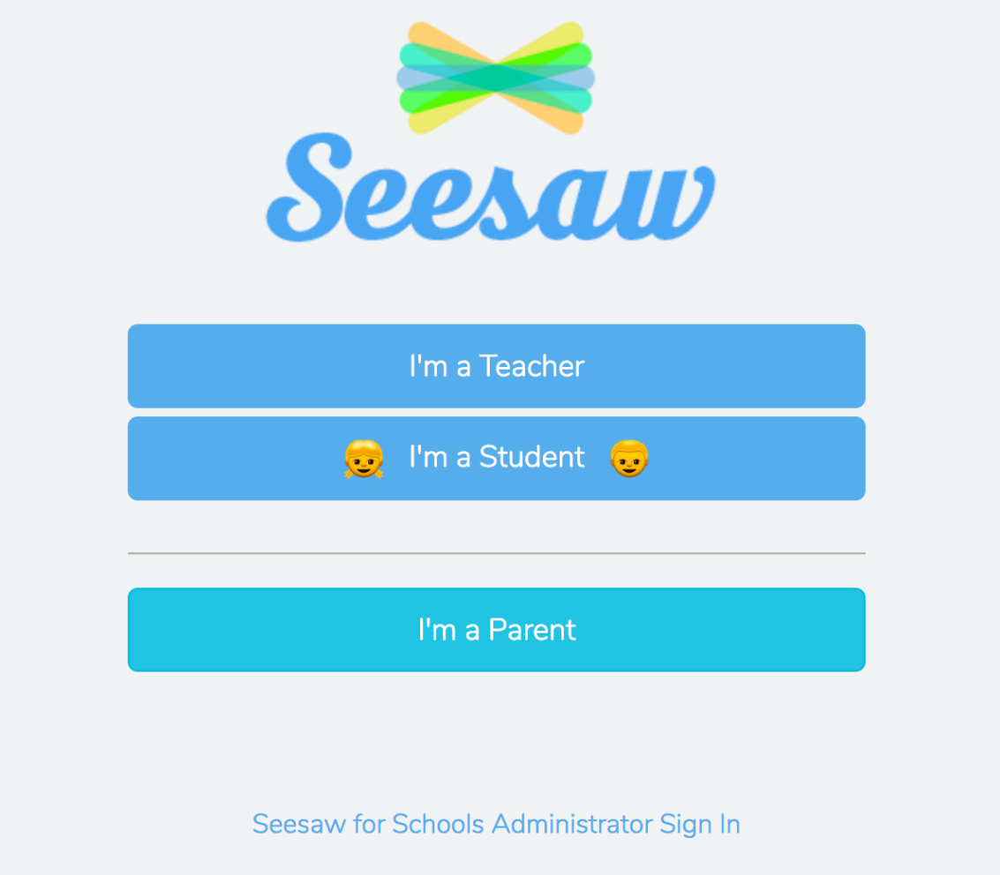 Seesaw
I'm a Teacher
I'm a Student
I'm a Parent
Seesaw for Schools Administrator Sign In